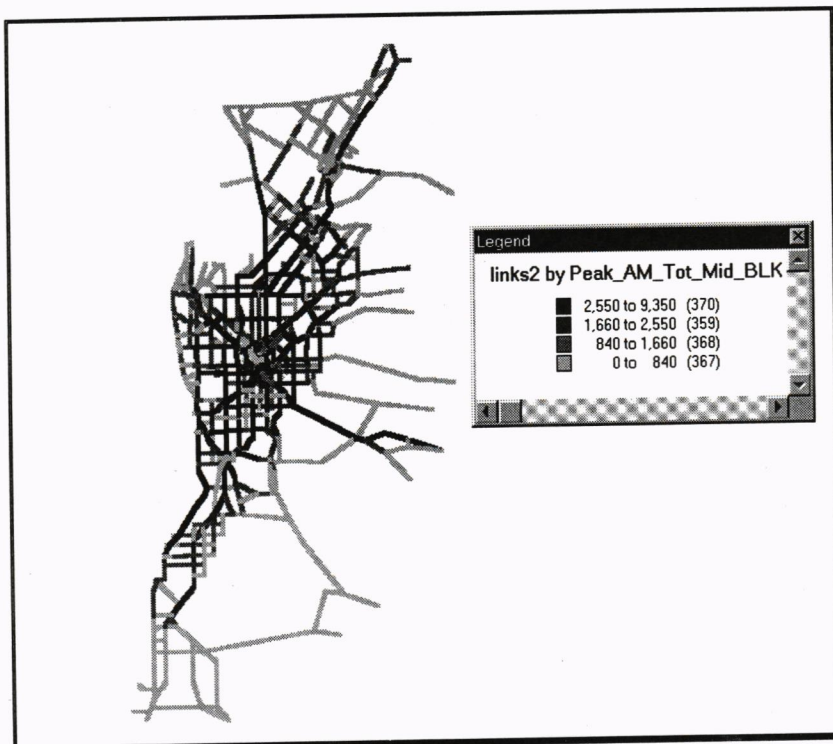 Legend
links2 by Peak_AM_Tot_Mid_BLK
2,550 to 9,350 (370)
1,660 to 2,550 (359)
840 to 1,660 (368)
0 to 840 (367)